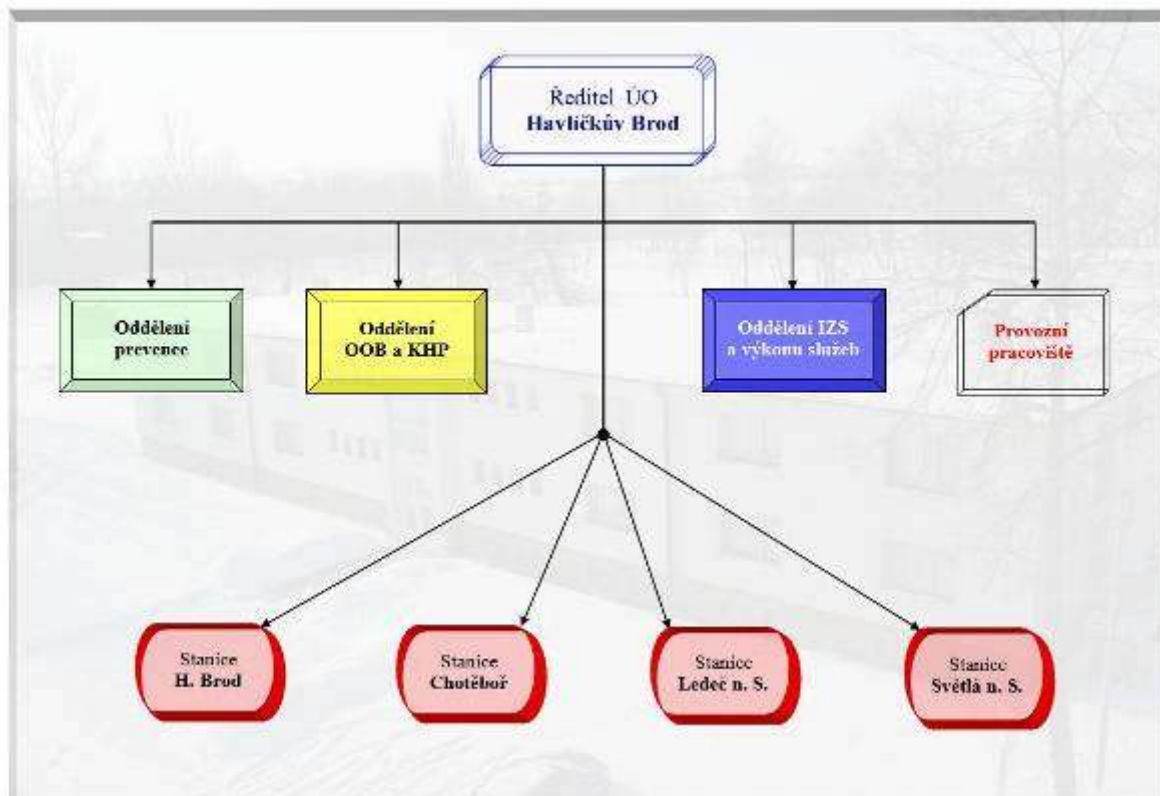 Ředitel ÚO
Havlíčkův Brod
Oddělení
prevence
Oddělení
OOB a KHP
Oddělení IZS
a výkonu služeb
Provozní
pracoviště
Stanice
H. Brod
Stanice
Chotěboř
Stanice
Ledeč n. S.
Stanice
Světlá n. S.